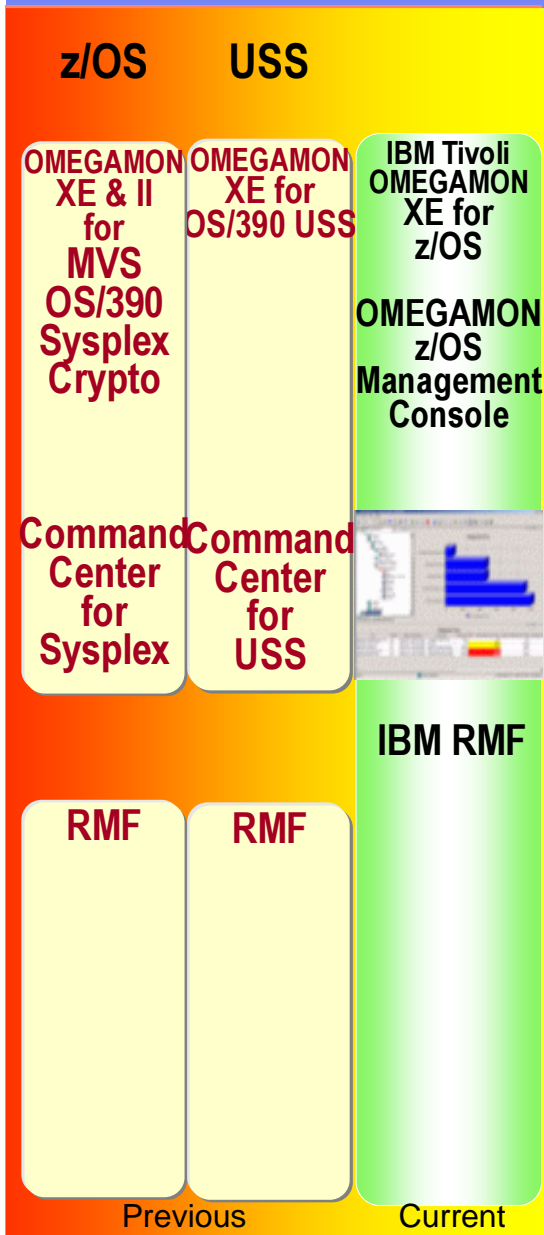 z/OS
USS
OMEGAMON
XE & II
for
MVS
OS/390
Sysplex
Crypto
Command
Center
for
Sysplex
OMEGAMON
XE for
OS/390 USS
Command
Center
for
USS
IBM Tivoli
OMEGAMON
XE for
z/OS
OMEGAMON
z/OS
Management
Console
IBM RMF
RMF
RMF
Previous
Current